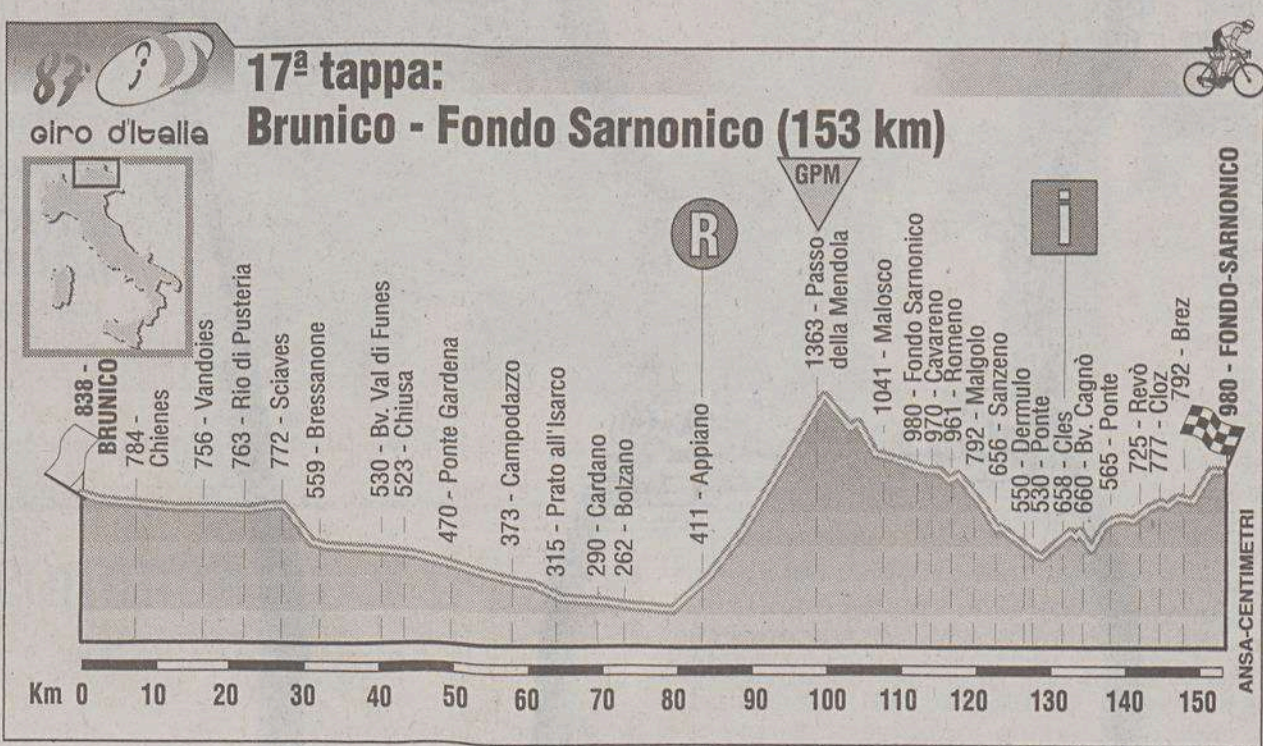 87°
giro d'Italia
17ª tappa:
Brunico - Fondo Sarnonico (153 km)
838 -
BRUNICO
784 -
Chienes
756 - Vandoies
763 - Rio di Pusteria
772 - Sciaves
559 - Bressanone
530 - Bv. Val di Funes
523 - Chiusa
470 - Ponte Gardena
373 - Campodazzo
315 - Prato all'Isarco
290 - Cardano
262 - Bolzano
R
411 - Appiano
GPM
1363 - Passo
della Mendola
1041 - Malosco
980 - Fondo Sarnonico
970 - Cavareno
961 - Romeno
792 - Malgolo
656 - Sanzeno
550 - Dermulo
530 - Ponte
i
658 - Cles
660 - Bv. Cagnò
565 - Ponte
725 - Revò
777 - Cloz
792 - Brez
980 - FONDO-SARNONICO
Km 0 10 20 30 40 50 60 70 80 90 100 110 120 130 140 150
ANSA-CENTIMETRI